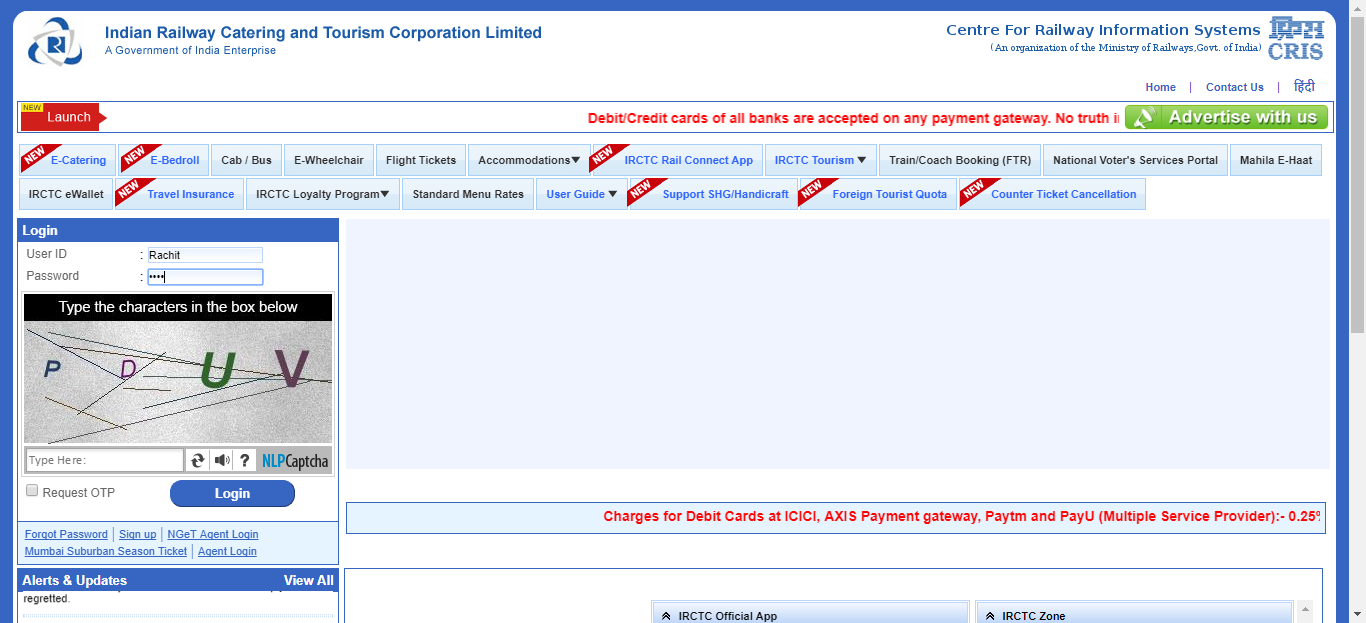 Indian Railway Catering and Tourism Corporation Limited
A Government of India Enterprise
Centre For Railway Information Systems
(An organization of the Ministry of Railways,Govt. of India)
CRIS
Home | Contact Us | हिंदी
NEW
Launch
Debit/Credit cards of all banks are accepted on any payment gateway. No truth
Advertise with us
NEW E-Catering NEW E-Bedroll Cab / Bus E-Wheelchair Flight Tickets Accommodations▼ NEW IRCTC Rail Connect App IRCTC Tourism ▼ Train/Coach Booking (FTR) National Voter's Services Portal Mahila E-Haat
IRCTC eWallet NEW Travel Insurance IRCTC Loyalty Program▼ Standard Menu Rates User Guide ▼ NEW Support SHG/Handicraft NEW Foreign Tourist Quota NEW Counter Ticket Cancellation
Login
User ID : Rachit
Password : ••••
Type the characters in the box below
P D U V
Type Here: ? NLPCaptcha
Request OTP Login
Forgot Password | Sign up | NGeT Agent Login
Mumbai Suburban Season Ticket | Agent Login
Charges for Debit Cards at ICICI, AXIS Payment gateway, Paytm and PayU (Multiple Service Provider):- 0.25%
Alerts & Updates View All
regretted.
IRCTC Official App
IRCTC Zone